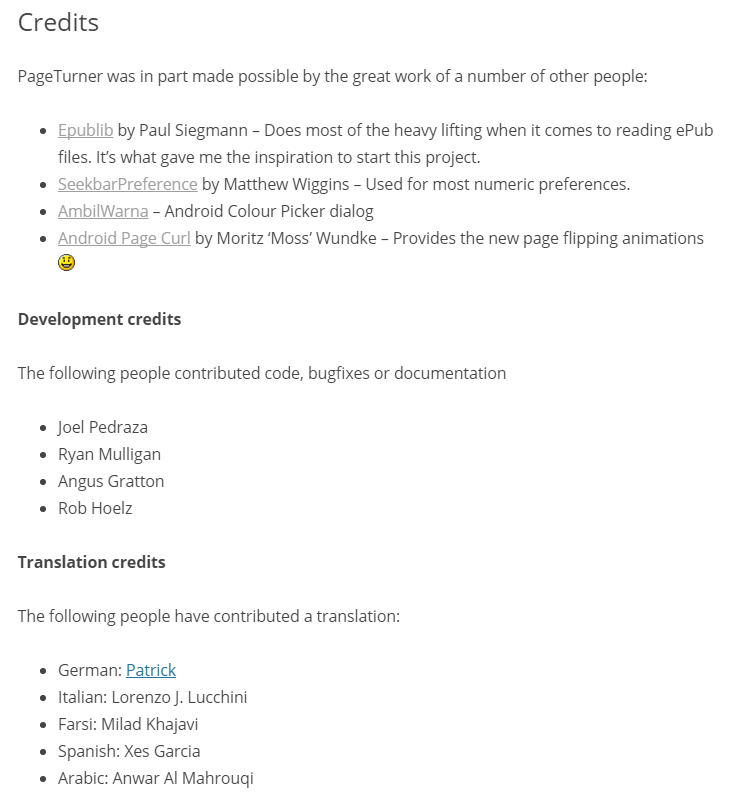 Credits
PageTurner was in part made possible by the great work of a number of other people:
Epublib by Paul Siegmann – Does most of the heavy lifting when it comes to reading ePub
files. It’s what gave me the inspiration to start this project.
SeekbarPreference by Matthew Wiggins – Used for most numeric preferences.
AmbilWarna – Android Colour Picker dialog
Android Page Curl by Moritz ‘Moss’ Wundke – Provides the new page flipping animations
Development credits
The following people contributed code, bugfixes or documentation
Joel Pedraza
Ryan Mulligan
Angus Gratton
Rob Hoelz
Translation credits
The following people have contributed a translation:
German: Patrick
Italian: Lorenzo J. Lucchini
Farsi: Milad Khajavi
Spanish: Xes Garcia
Arabic: Anwar Al Mahrouqi